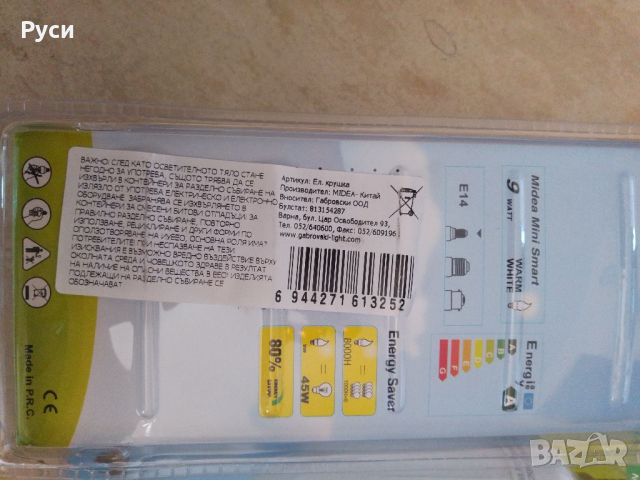 Руси
ВАЖНО: СЛЕД КАТО ОСВЕТИТЕЛНОТО ТЯЛО СТАНЕ
НЕГОДНО ЗА УПОТРЕБА, СЪЩОТО ТРЯБВА ДА СЕ
ИЗХВЪРЛИ В КОНТЕЙНЕРИ ЗА РАЗДЕЛНО СЪБИРАНЕ НА
ИЗЛЯЗЛО ОТ УПОТРЕБА ЕЛЕКТРИЧЕСКО И ЕЛЕКТРОННО
ОБОРУДВАНЕ. ЗАБРАНЯВА СЕ ИЗХВЪРЛЯНЕТО В
КОНТЕЙНЕРИ ЗА СМЕСЕНИ БИТОВИ ОТПАДЪЦИ. ЗА
ПРАВИЛНО РАЗДЕЛНО СЪБИРАНЕ, ПОВТОРНО
ИЗПОЛЗВАНЕ, РЕЦИКЛИРАНЕ И ДРУГИ ФОРМИ ПО
ОПОЛЗОТВОРЯВАНЕ НА ИУЕЕО, ОСНОВНА РОЛЯ ИМАТ
ПОТРЕБИТЕЛИТЕ! ПРИ НЕСПАЗВАНЕ НА ТЕЗИ
ИЗИСКВАНИЯ Е ВЪЗМОЖНО ВРЕДНО ВЪЗДЕЙСТВИЕ ВЪРХУ
ОКОЛНАТА СРЕДА И ЧОВЕШКОТО ЗДРАВЕ В РЕЗУЛТАТ
НА НАЛИЧИЕ НА ОПАСНИ ВЕЩЕСТВА В ЕЕО! ИЗДЕЛИЯТА
ПОДЛЕЖАЩИ НА РАЗДЕЛНО СЪБИРАНЕ СЕ
ОБОЗНАЧАВАТ
Артикул: Ел. крушка
Производител: MIDEA- Китай
Вносител: Габровски ООД
Булстат: 813154287
Варна, бул. Цар Освободител 93,
Тел. 052/640600, Факс: 052/609196
www.gabrovski-light.com
6 944271 613252
Midea Mini Smart
9
WATT
WARM
WHITE
E14
Energy Saver
8000H
45W
80%
Energi
y
A
B
C
D
E
F
G
A
Made in P.R.C.
CE
BAZAR
bg